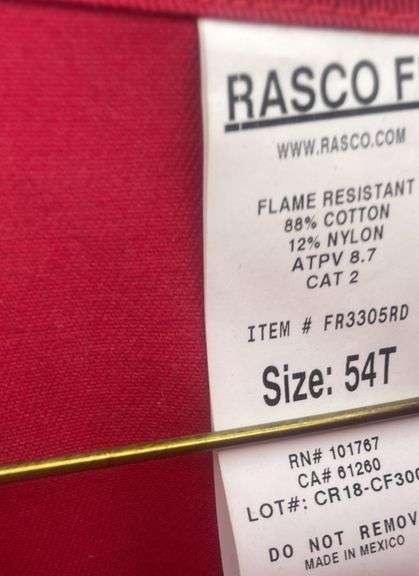 RASCO F
WWW.RASCO.COM
FLAME RESISTANT
88% COTTON
12% NYLON
ATPV 8.7
CAT 2
ITEM # FR3305RD
Size: 54T
RN# 101767
CA# 61260
LOT#: CR18-CF300
DO NOT REMOV
MADE IN MEXICO